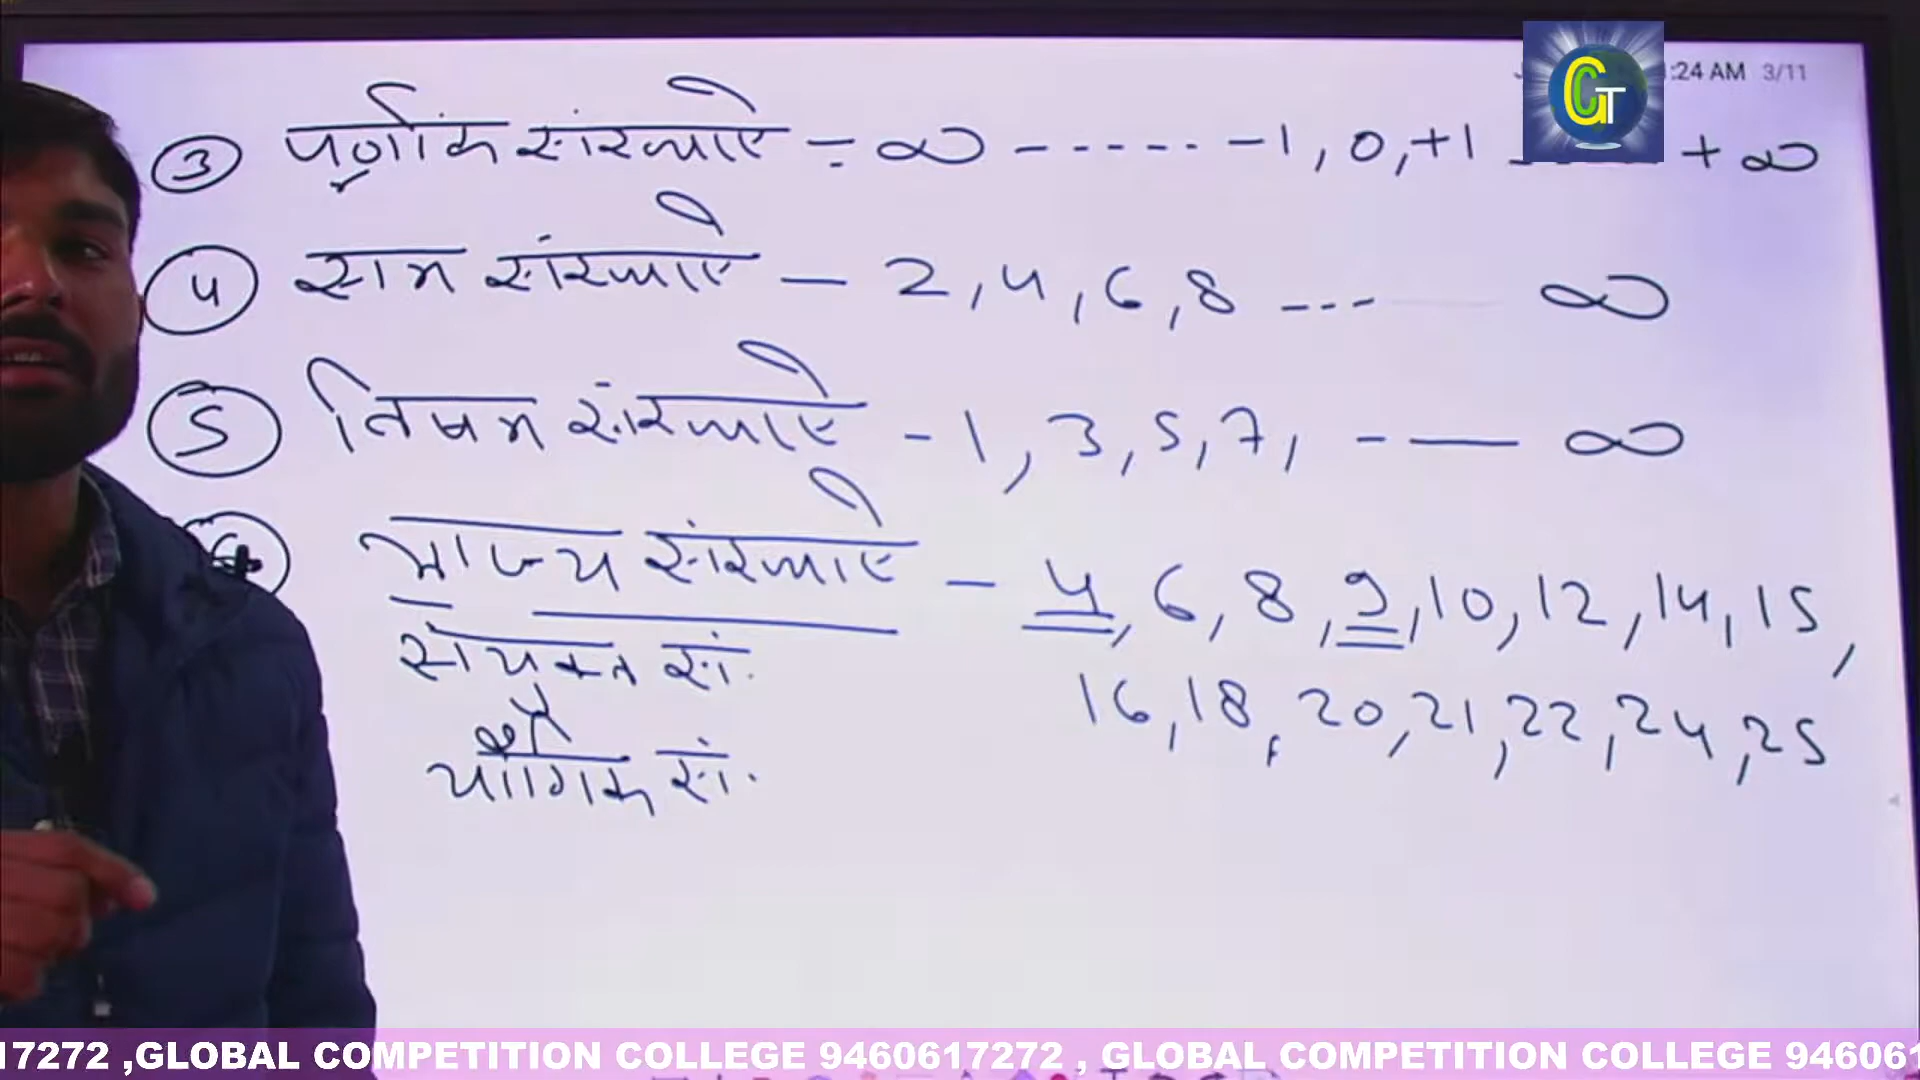 :24 AM 3/11
③ पूर्णांक संख्याऐं - -∞ ------ -1, 0, +1 + ∞
④ सम संख्याऐं - 2, 4, 6, 8 --- ∞
⑤ विषम संख्याऐं - 1, 3, 5, 7, --- ∞
भाज्य संख्याऐं - 4, 6, 8, 9, 10, 12, 14, 15,
संयुक्त सं.
16, 18, 20, 21, 22, 24, 25
यौगिक सं.
GT
17272 ,GLOBAL COMPETITION COLLEGE 9460617272 , GLOBAL COMPETITION COLLEGE 946061